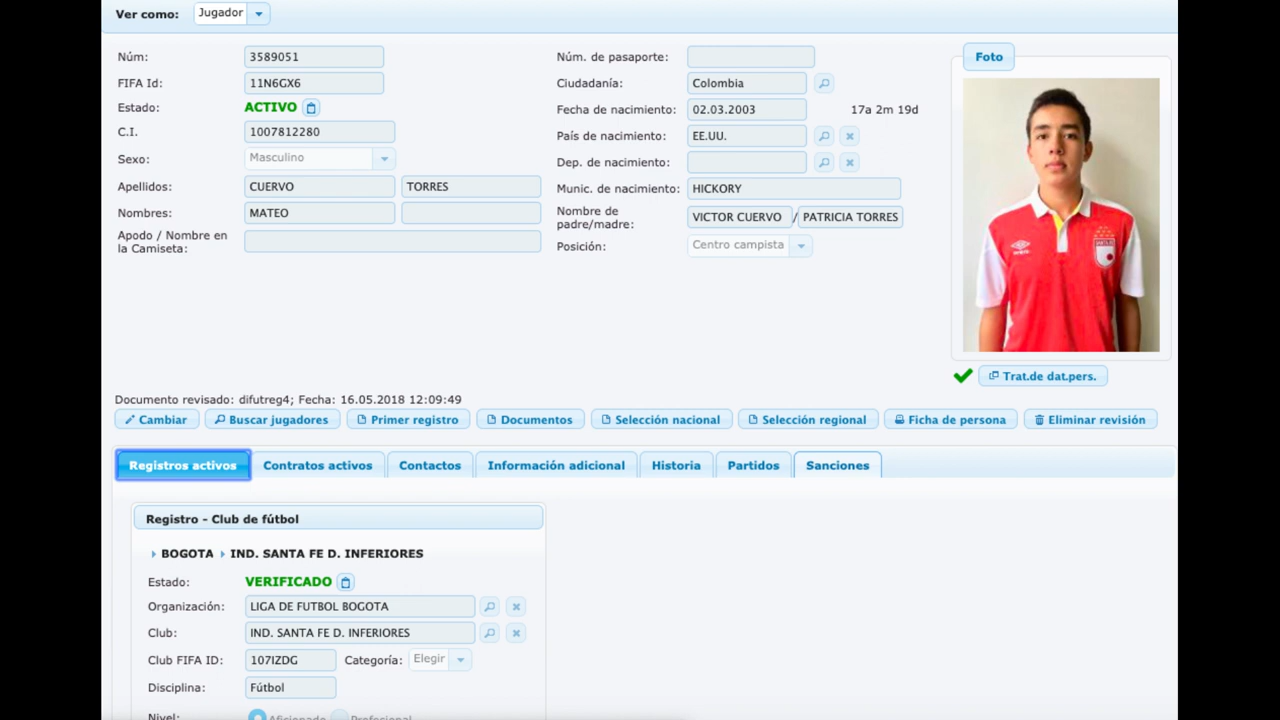 Ver como: Jugador
Núm: 3589051
FIFA Id: 11N6GX6
Estado: ACTIVO
C.I. 1007812280
Sexo: Masculino
Apellidos: CUERVO TORRES
Nombres: MATEO
Apodo / Nombre en
la Camiseta:
Núm. de pasaporte:
Ciudadanía: Colombia
Fecha de nacimiento: 02.03.2003 17a 2m 19d
País de nacimiento: EE.UU.
Dep. de nacimiento:
Munic. de nacimiento: HICKORY
Nombre de
padre/madre: VICTOR CUERVO / PATRICIA TORRES
Posición: Centro campista
Foto
Trat.de dat.pers.
Documento revisado: difutreg4; Fecha: 16.05.2018 12:09:49
Cambiar Buscar jugadores Primer registro Documentos Selección nacional Selección regional Ficha de persona Eliminar revisión
Registros activos Contratos activos Contactos Información adicional Historia Partidos Sanciones
Registro - Club de fútbol
BOGOTA IND. SANTA FE D. INFERIORES
Estado: VERIFICADO
Organización: LIGA DE FUTBOL BOGOTA
Club: IND. SANTA FE D. INFERIORES
Club FIFA ID: 107IZDG Categoría: Elegir
Disciplina: Fútbol
Nivel: Aficionado Profesional